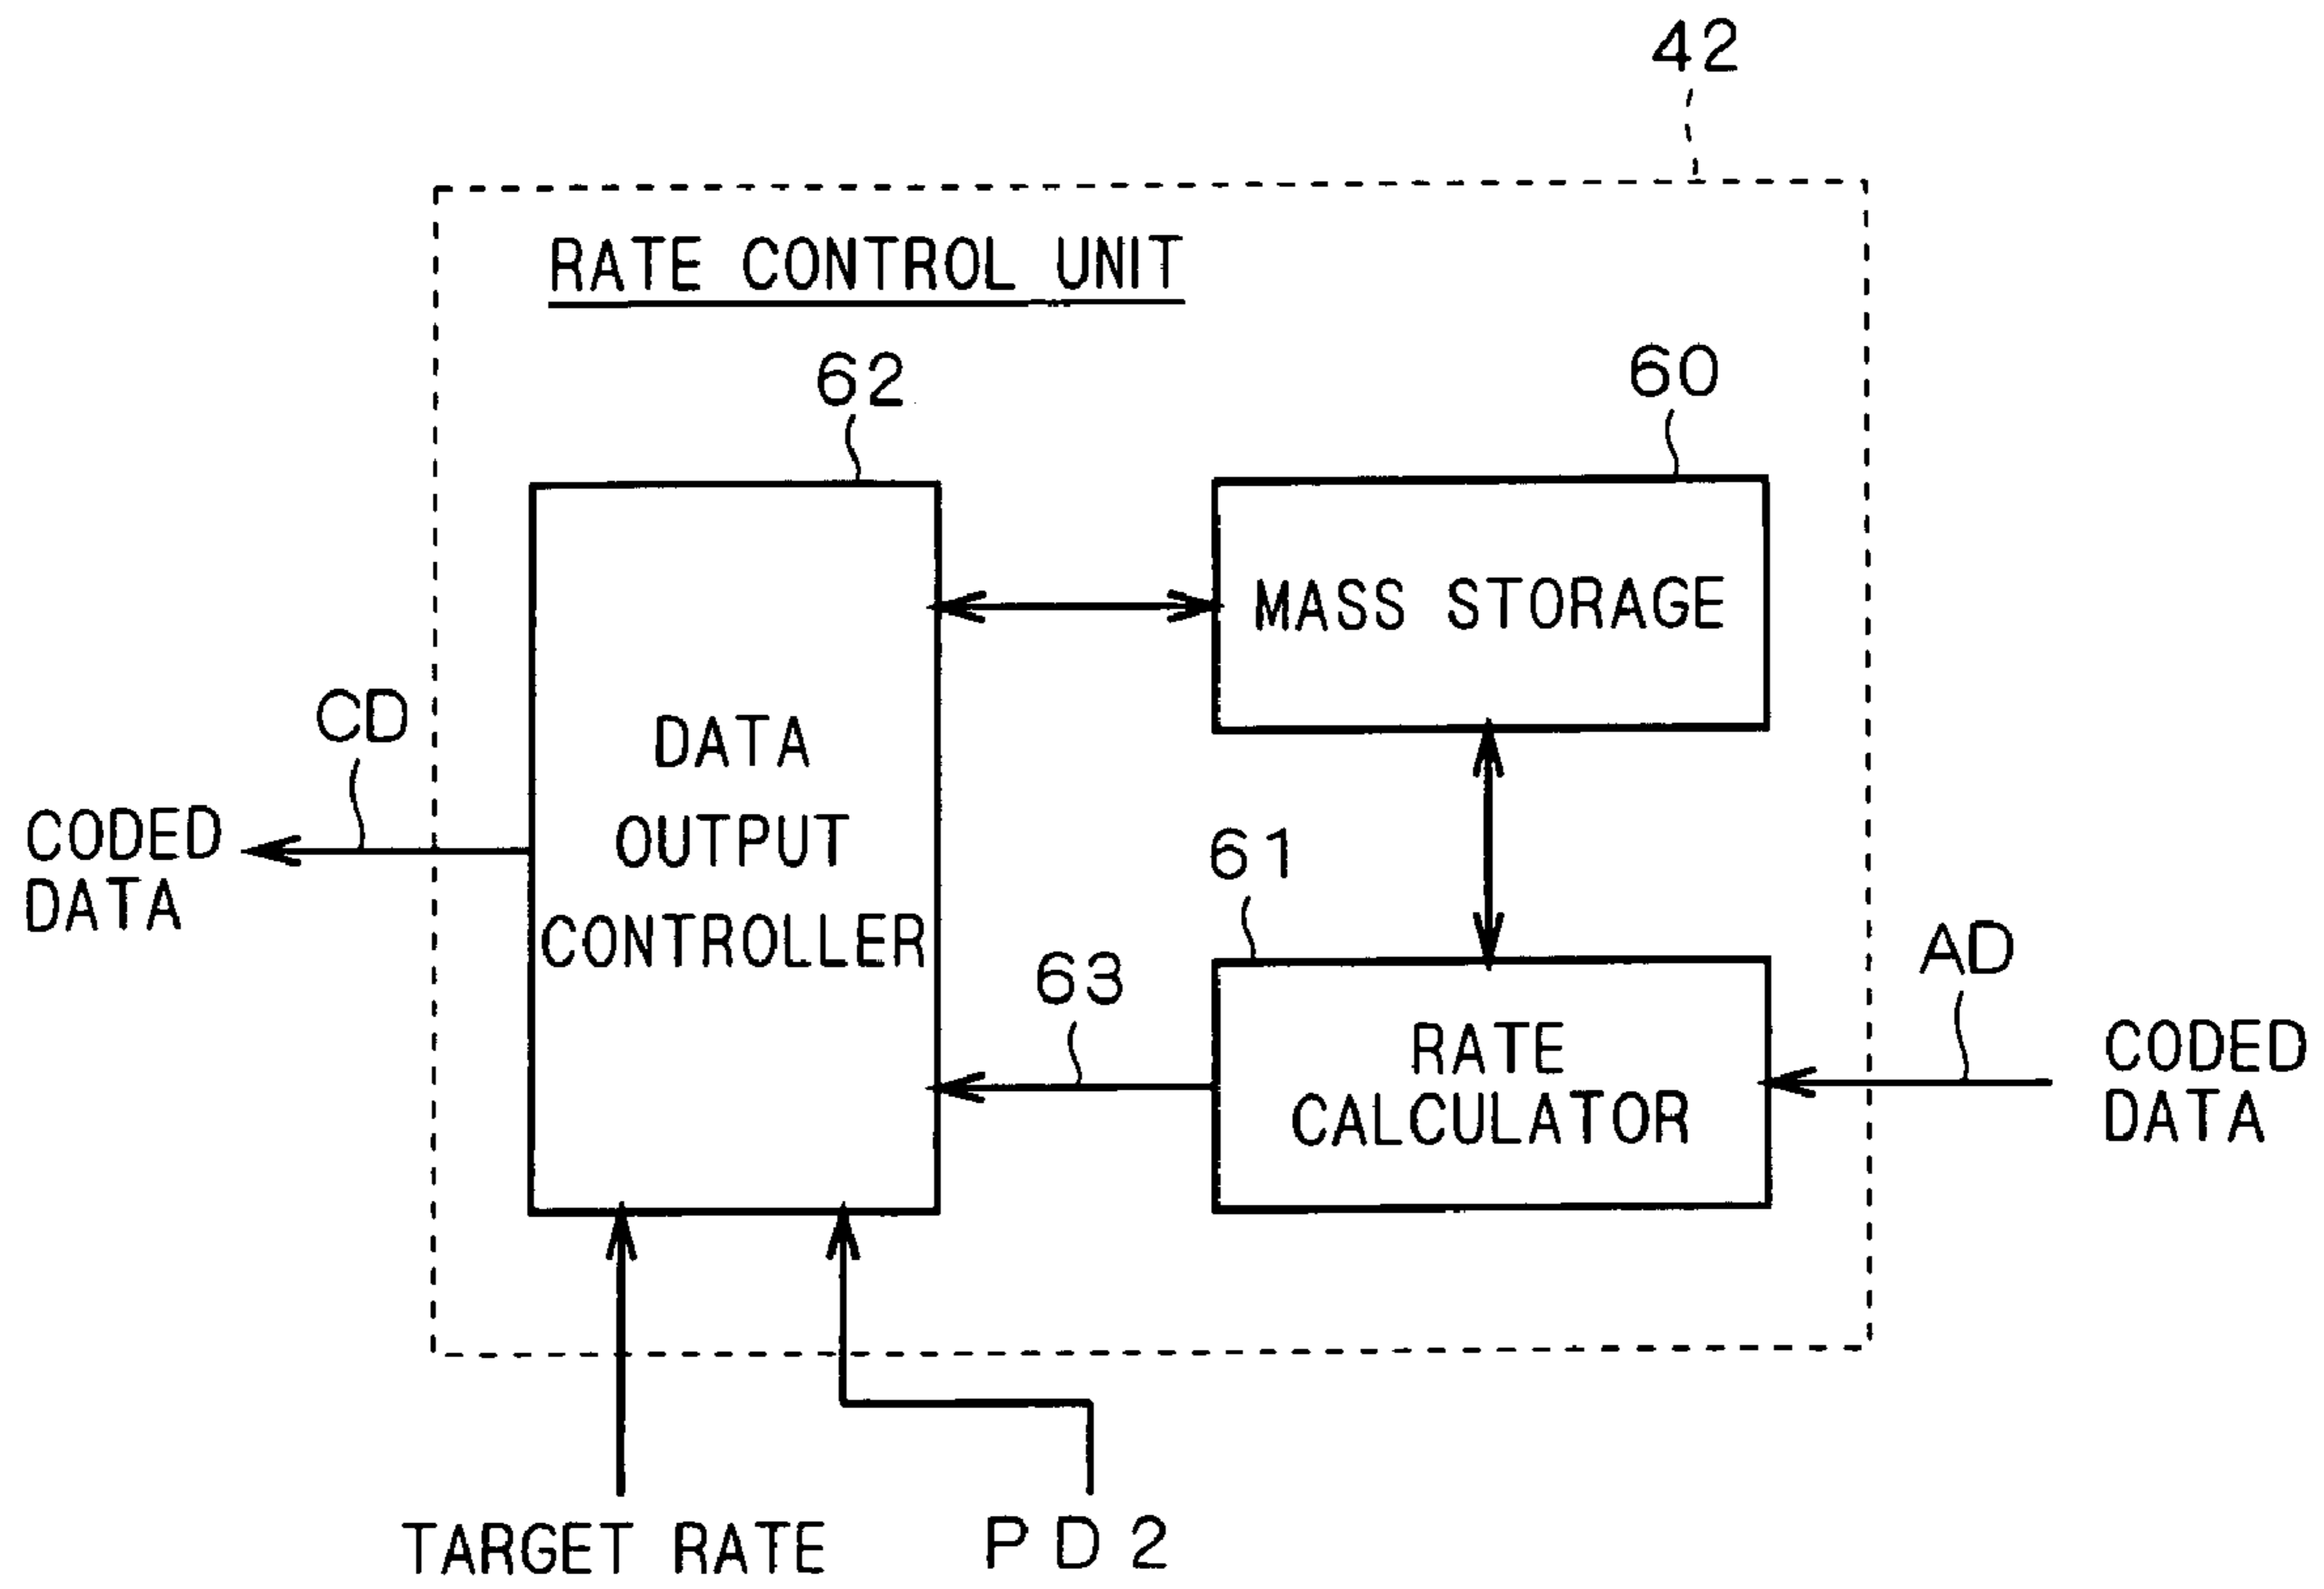 42
RATE CONTROL UNIT
62
60
MASS STORAGE
CD
DATA
OUTPUT
CONTROLLER
CODED
DATA
61
63
AD
RATE
CALCULATOR
CODED
DATA
TARGET RATE
PD2